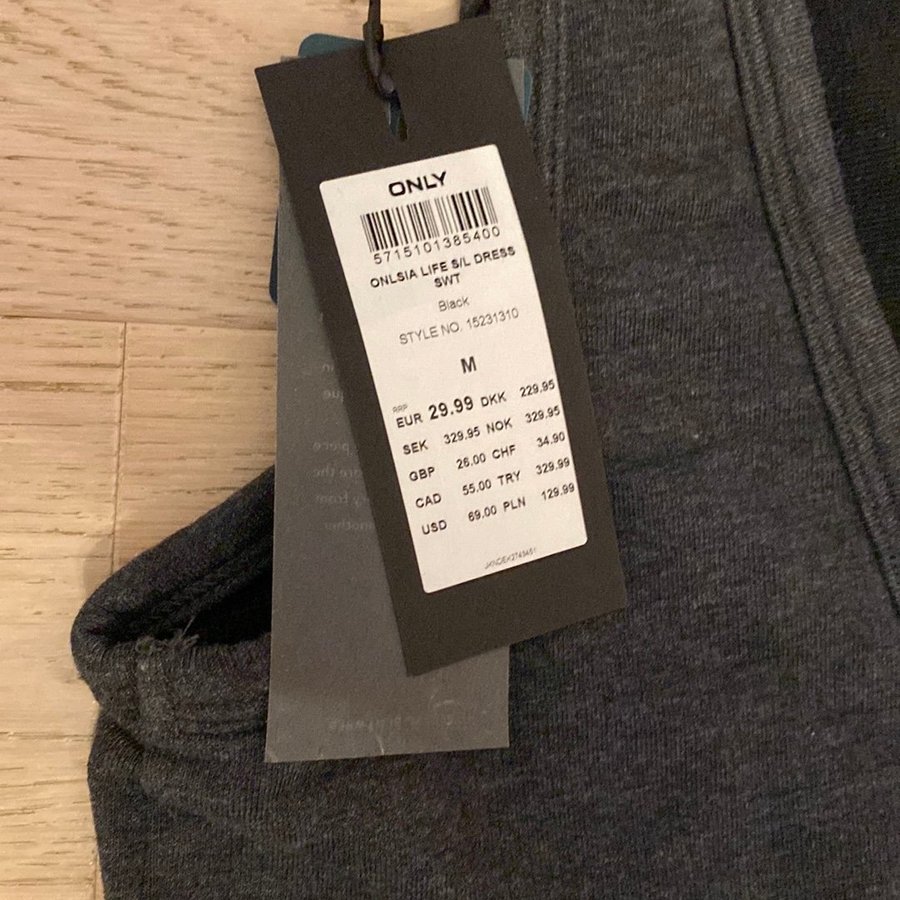 ONLY
5715101385400
ONLSIA LIFE S/L DRESS
SWT
Black
STYLE NO. 15231310
M
RRP
EUR 29.99 DKK 229.95
SEK 329.95 NOK 329.95
GBP 26.00 CHF 34.90
CAD 55.00 TRY 329.99
USD 69.00 PLN 129.99